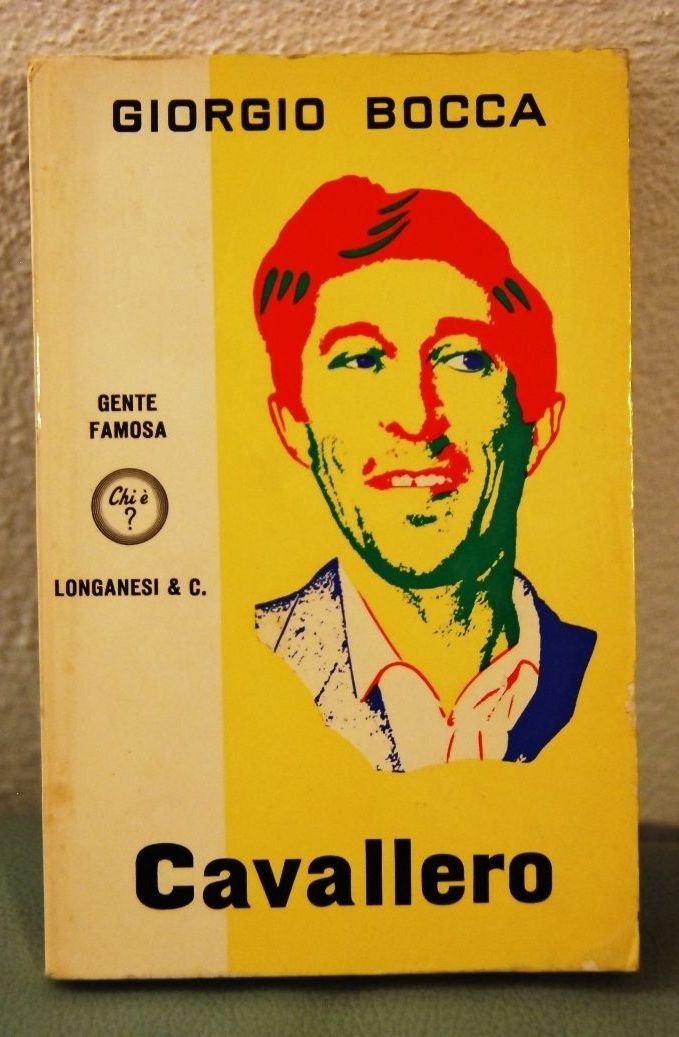 GIORGIO BOCCA
GENTE
FAMOSA
Chi è
?
LONGANESI & C.
Cavallero